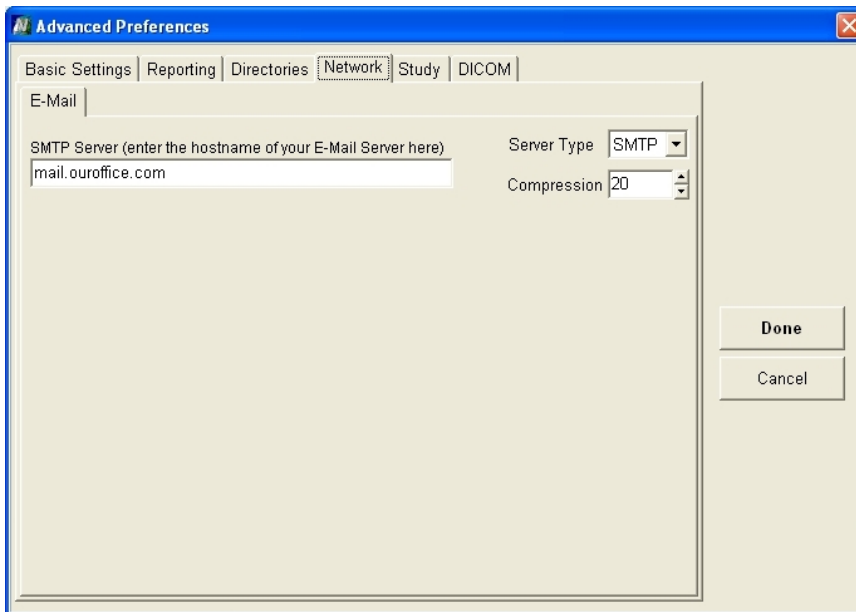 Advanced Preferences
Basic Settings Reporting Directories Network Study DICOM
E-Mail
SMTP Server (enter the hostname of your E-Mail Server here)
mail.ouroffice.com
Server Type SMTP
Compression 20
Done
Cancel